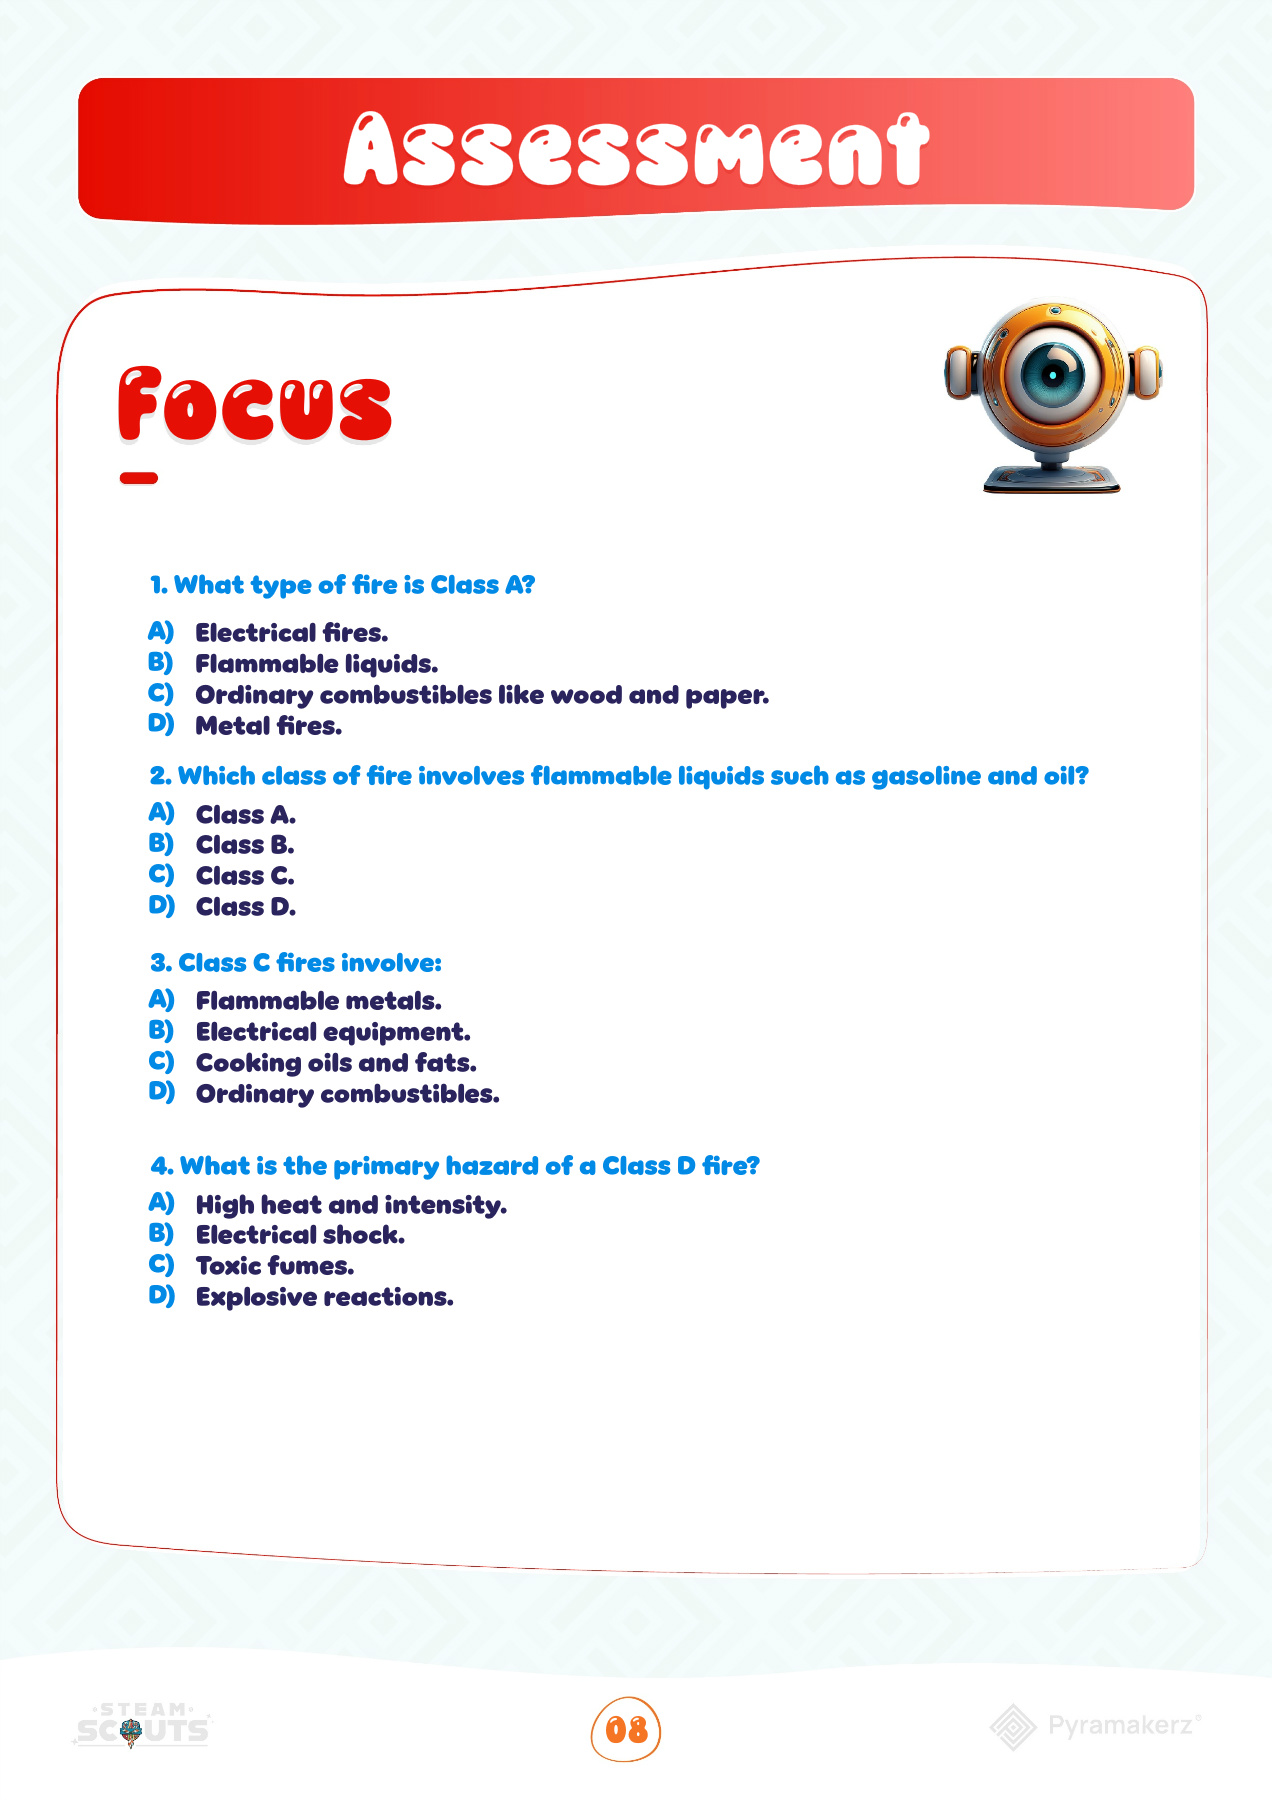 Assessment
Focus
1. What type of fire is Class A?
A) Electrical fires.
B) Flammable liquids.
C) Ordinary combustibles like wood and paper.
D) Metal fires.
2. Which class of fire involves flammable liquids such as gasoline and oil?
A) Class A.
B) Class B.
C) Class C.
D) Class D.
3. Class C fires involve:
A) Flammable metals.
B) Electrical equipment.
C) Cooking oils and fats.
D) Ordinary combustibles.
4. What is the primary hazard of a Class D fire?
A) High heat and intensity.
B) Electrical shock.
C) Toxic fumes.
D) Explosive reactions.
STEAM
SCOUTS
08
Pyramakerz